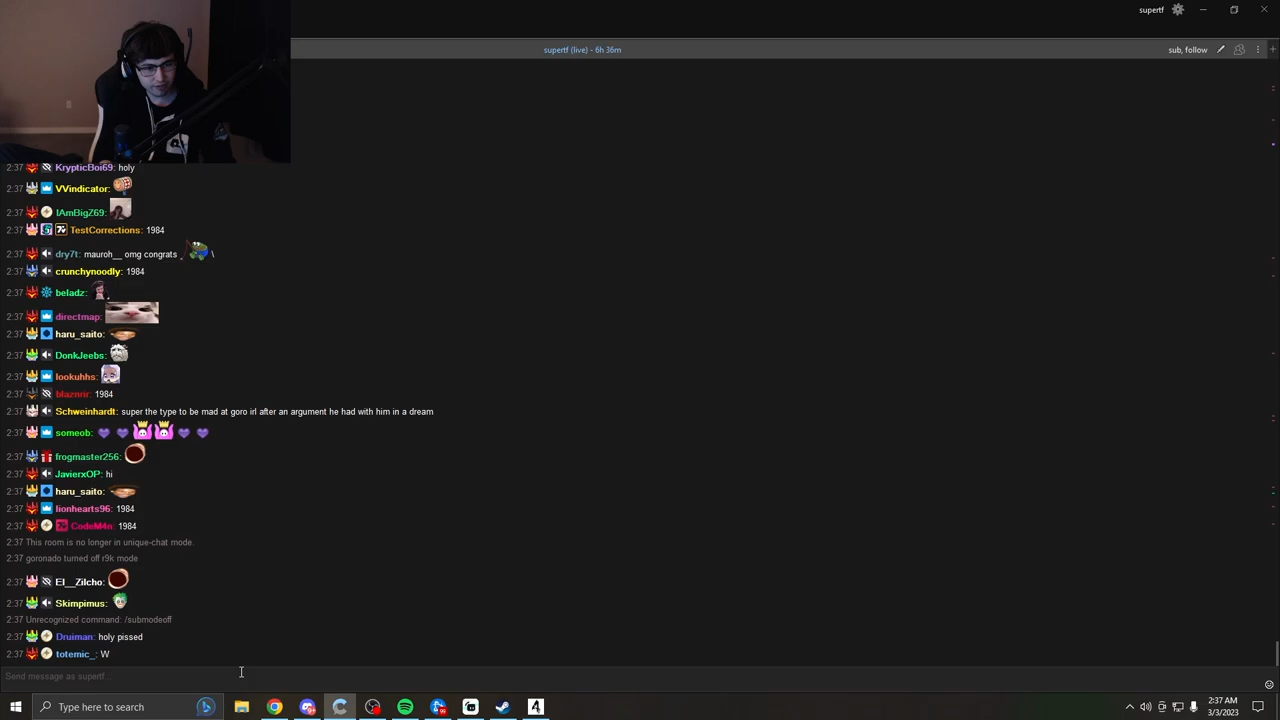 supertf
supertf (live) - 6h 36m
sub, follow
2:37 KrypticBoi69: holy
2:37 VVindicator:
2:37 IAmBigZ69:
2:37 TestCorrections: 1984
2:37 dry7t: mauroh__ omg congrats \
2:37 crunchynoodly: 1984
2:37 beladz:
2:37 directmap:
2:37 haru_saito:
2:37 DonkJeebs:
2:37 lookuhhs:
2:37 blaznrir: 1984
2:37 Schweinhardt: super the type to be mad at goro irl after an argument he had with him in a dream
2:37 someob:
2:37 frogmaster256:
2:37 JavierxOP: hi
2:37 haru_saito:
2:37 lionhearts96: 1984
2:37 CodeM4n: 1984
2:37 This room is no longer in unique-chat mode.
2:37 goronado turned off r9k mode
2:37 El__Zilcho:
2:37 Skimpimus:
2:37 Unrecognized command: /submodeoff
2:37 Druiman: holy pissed
2:37 totemic_: W
Send message as supertf...
Type here to search
2:37 AM
3/3/2023